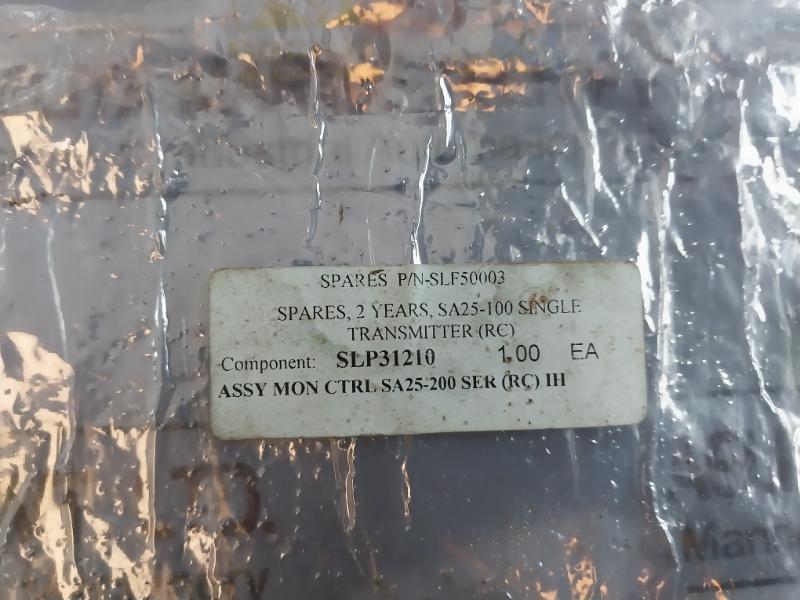 SPARES P/N-SLF50003
SPARES, 2 YEARS, SA25-100 SINGLE
TRANSMITTER (RC)
Component: SLP31210 1.00 EA
ASSY MON CTRL SA25-200 SER (RC) IH